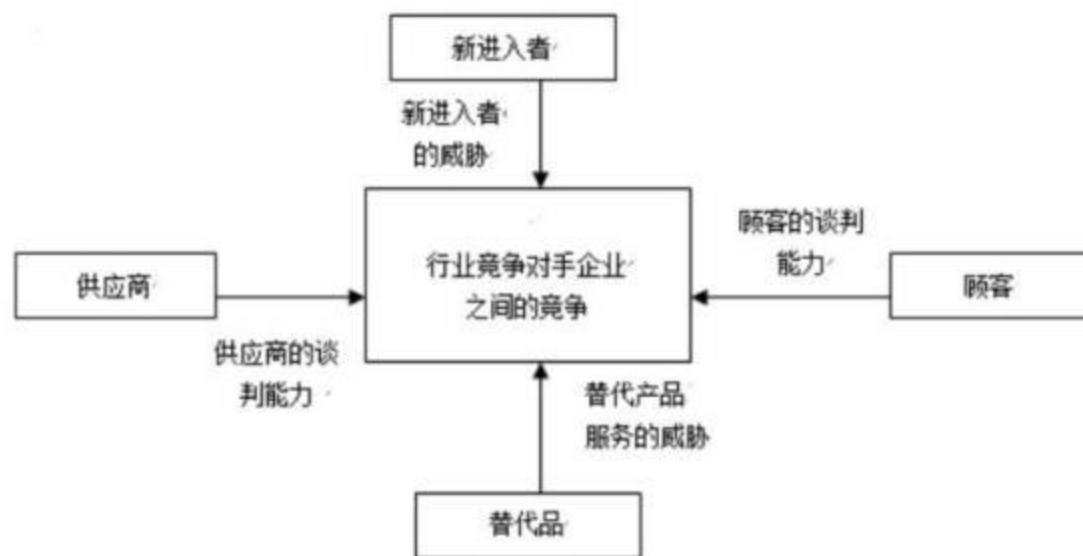 新进入者
新进入者
的威胁
顾客的谈判
能力
供应商
行业竞争对手企业
之间的竞争
顾客
供应商的谈
判能力
替代产品
服务的威胁
替代品